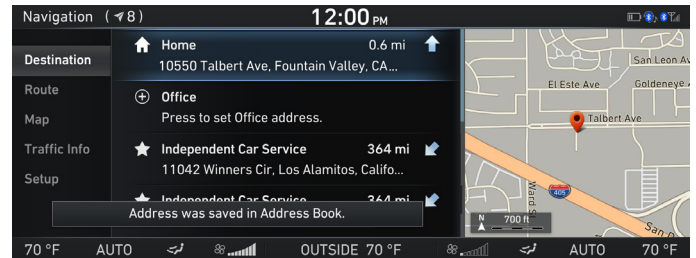 Navigation ( 8 )
12:00 PM
Destination
Route
Map
Traffic Info
Setup
Home 0.6 mi
10550 Talbert Ave, Fountain Valley, CA...
Office
Press to set Office address.
Independent Car Service 364 mi
11042 Winners Cir, Los Alamitos, Califo...
Independent Car Service 364 mi
Address was saved in Address Book.
San Leon Av
El Este Ave
Goldeneye
Talbert Ave
405
Ward St
San D
N
700 ft
70 °F AUTO OUTSIDE 70 °F AUTO 70 °F